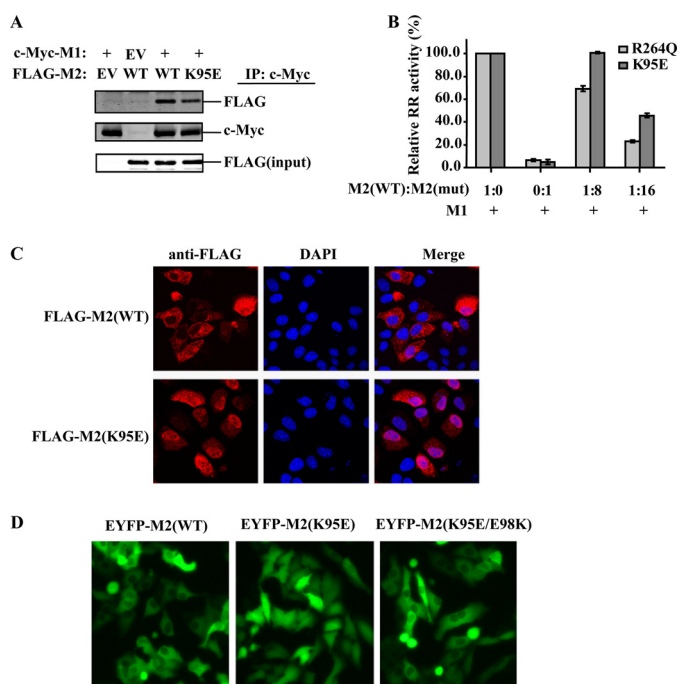 A
c-Myc-M1: + EV + +
FLAG-M2: EV WT WT K95E IP: c-Myc
FLAG
c-Myc
FLAG(input)
B
Relative RR activity (%)
100.0
80.0
60.0
40.0
20.0
0.0
R264Q
K95E
M2(WT):M2(mut) 1:0 0:1 1:8 1:16
M1 + + + +
C
anti-FLAG DAPI Merge
FLAG-M2(WT)
FLAG-M2(K95E)
D
EYFP-M2(WT) EYFP-M2(K95E) EYFP-M2(K95E/E98K)